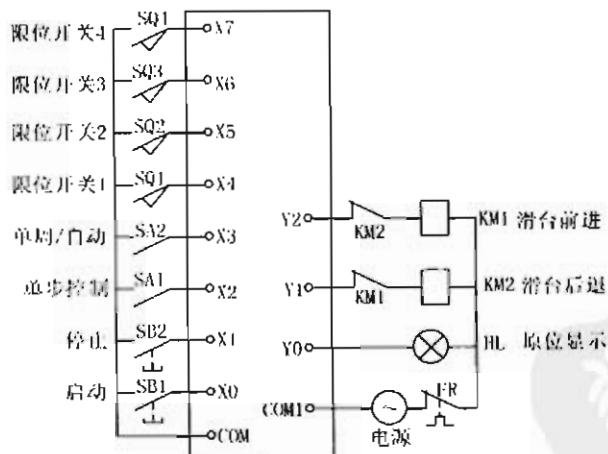 限位开关4 SQ1 X7
限位开关3 SQ3 X6
限位开关2 SQ2 X5
限位开关1 SQ1 X4
单周/自动 SA2 X3
单步控制 SA1 X2
停止 SB2 X1
启动 SB1 X0
COM
Y2 KM2 KM1 滑台前进
Y1 KM1 KM2 滑台后退
Y0 HL 原位显示
COM1 ~ FR
电源